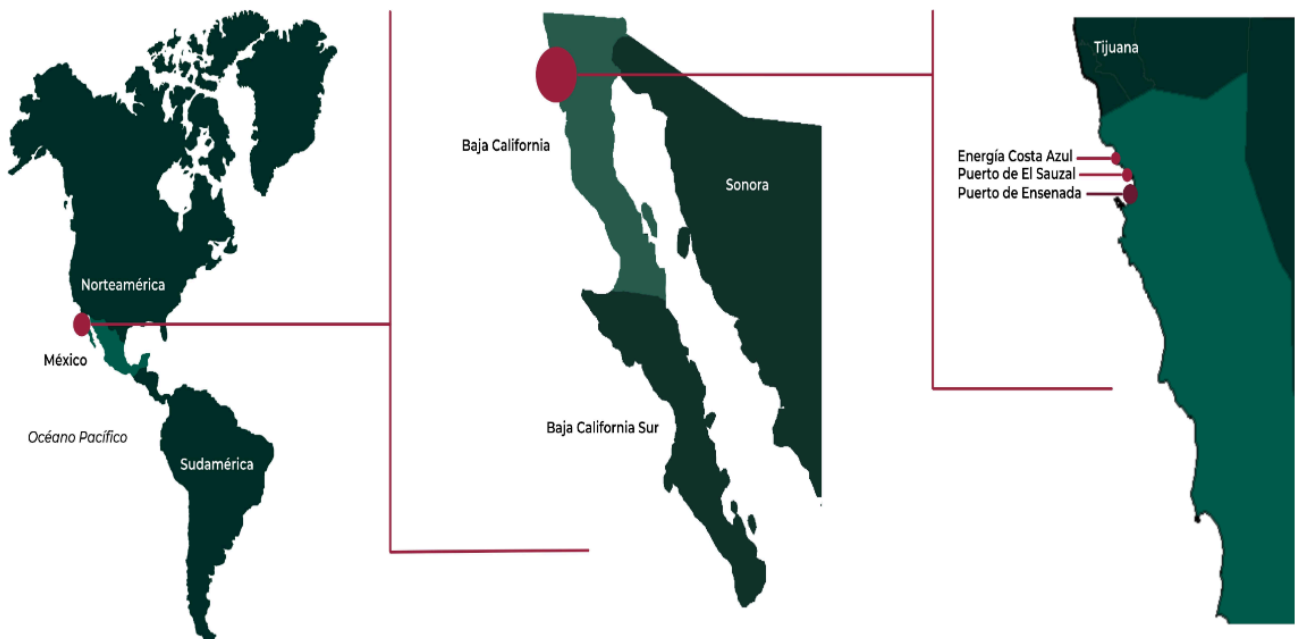 Norteamérica
México
Océano Pacífico
Sudamérica
Baja California
Sonora
Baja California Sur
Tijuana
Energía Costa Azul
Puerto de El Sauzal
Puerto de Ensenada